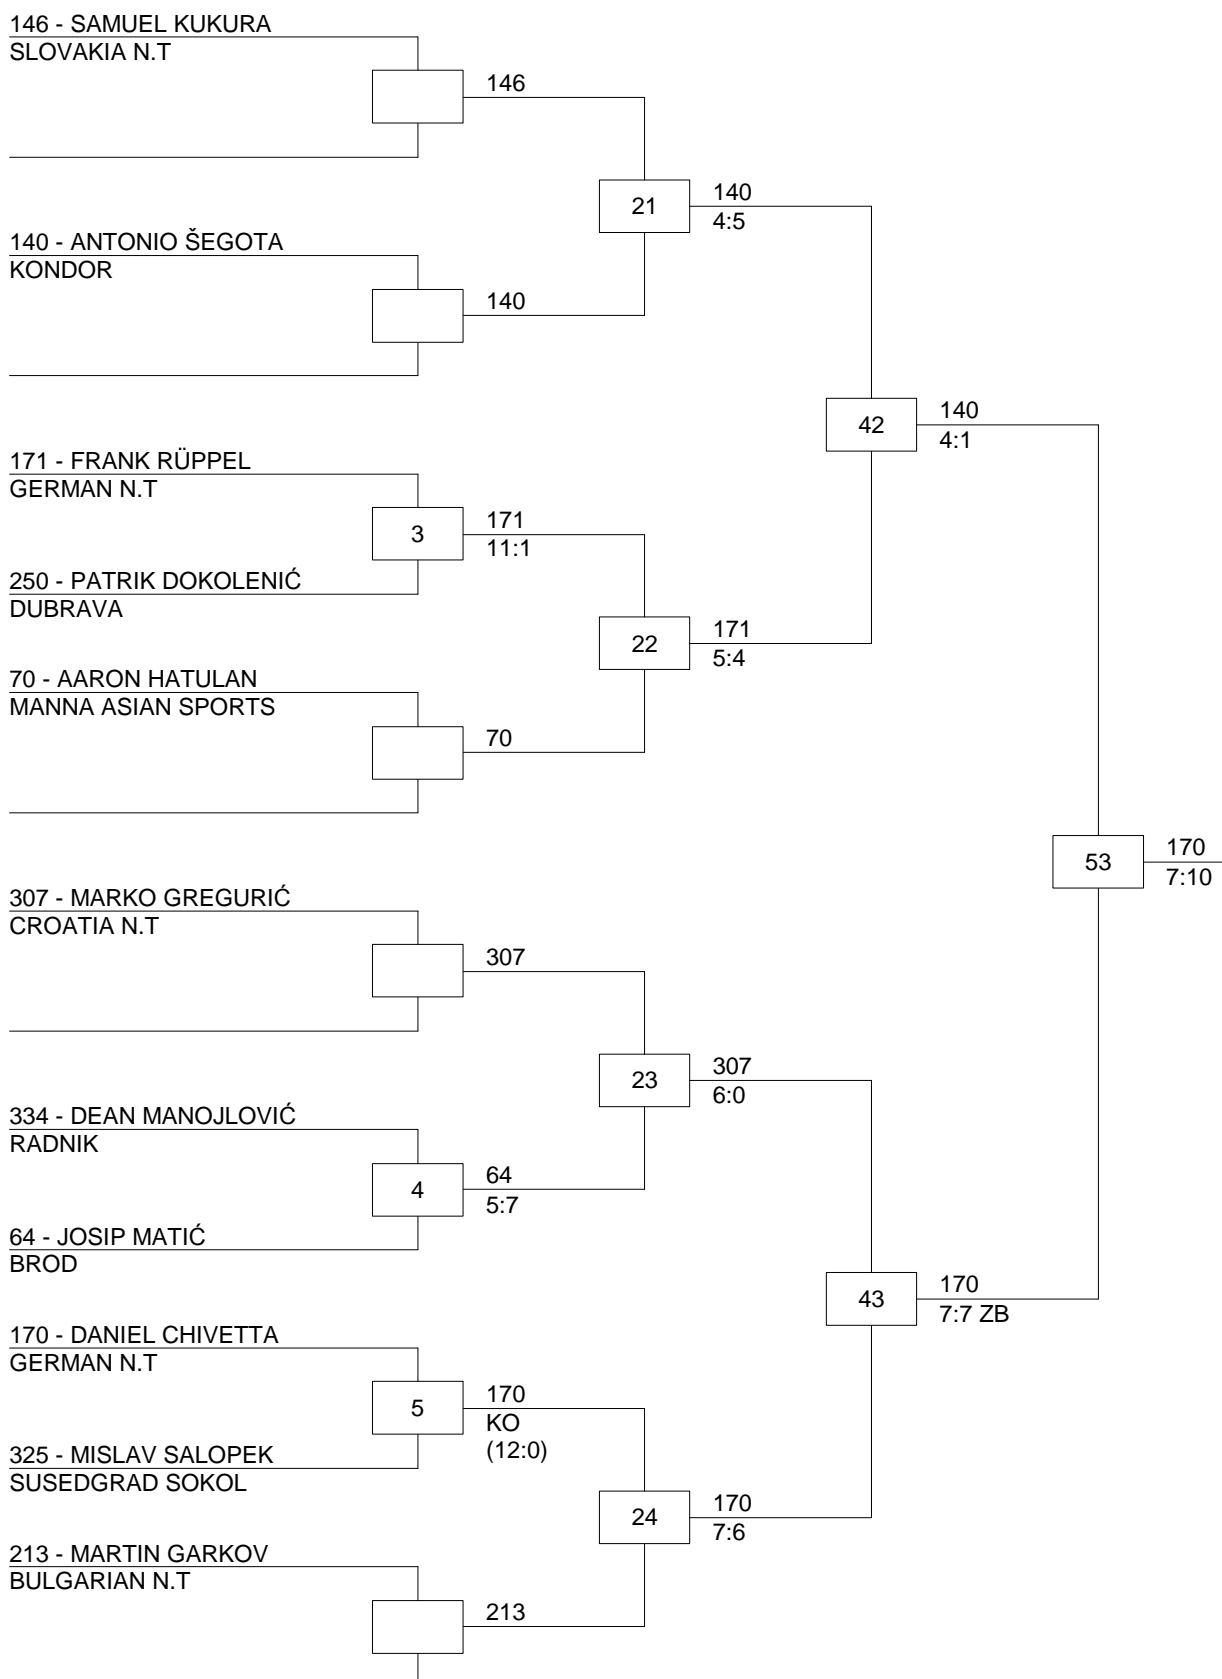 146 - SAMUEL KUKURA
SLOVAKIA N.T
146
21
140
4:5
140 - ANTONIO ŠEGOTA
KONDOR
140
42
140
4:1
171 - FRANK RÜPPEL
GERMAN N.T
3
171
11:1
250 - PATRIK DOKOLENIĆ
DUBRAVA
22
171
5:4
70 - AARON HATULAN
MANNA ASIAN SPORTS
70
53
170
7:10
307 - MARKO GREGURIĆ
CROATIA N.T
307
23
307
6:0
334 - DEAN MANOJLOVIĆ
RADNIK
4
64
5:7
64 - JOSIP MATIĆ
BROD
43
170
7:7 ZB
170 - DANIEL CHIVETTA
GERMAN N.T
5
170
KO
(12:0)
325 - MISLAV SALOPEK
SUSEDGRAD SOKOL
24
170
7:6
213 - MARTIN GARKOV
BULGARIAN N.T
213